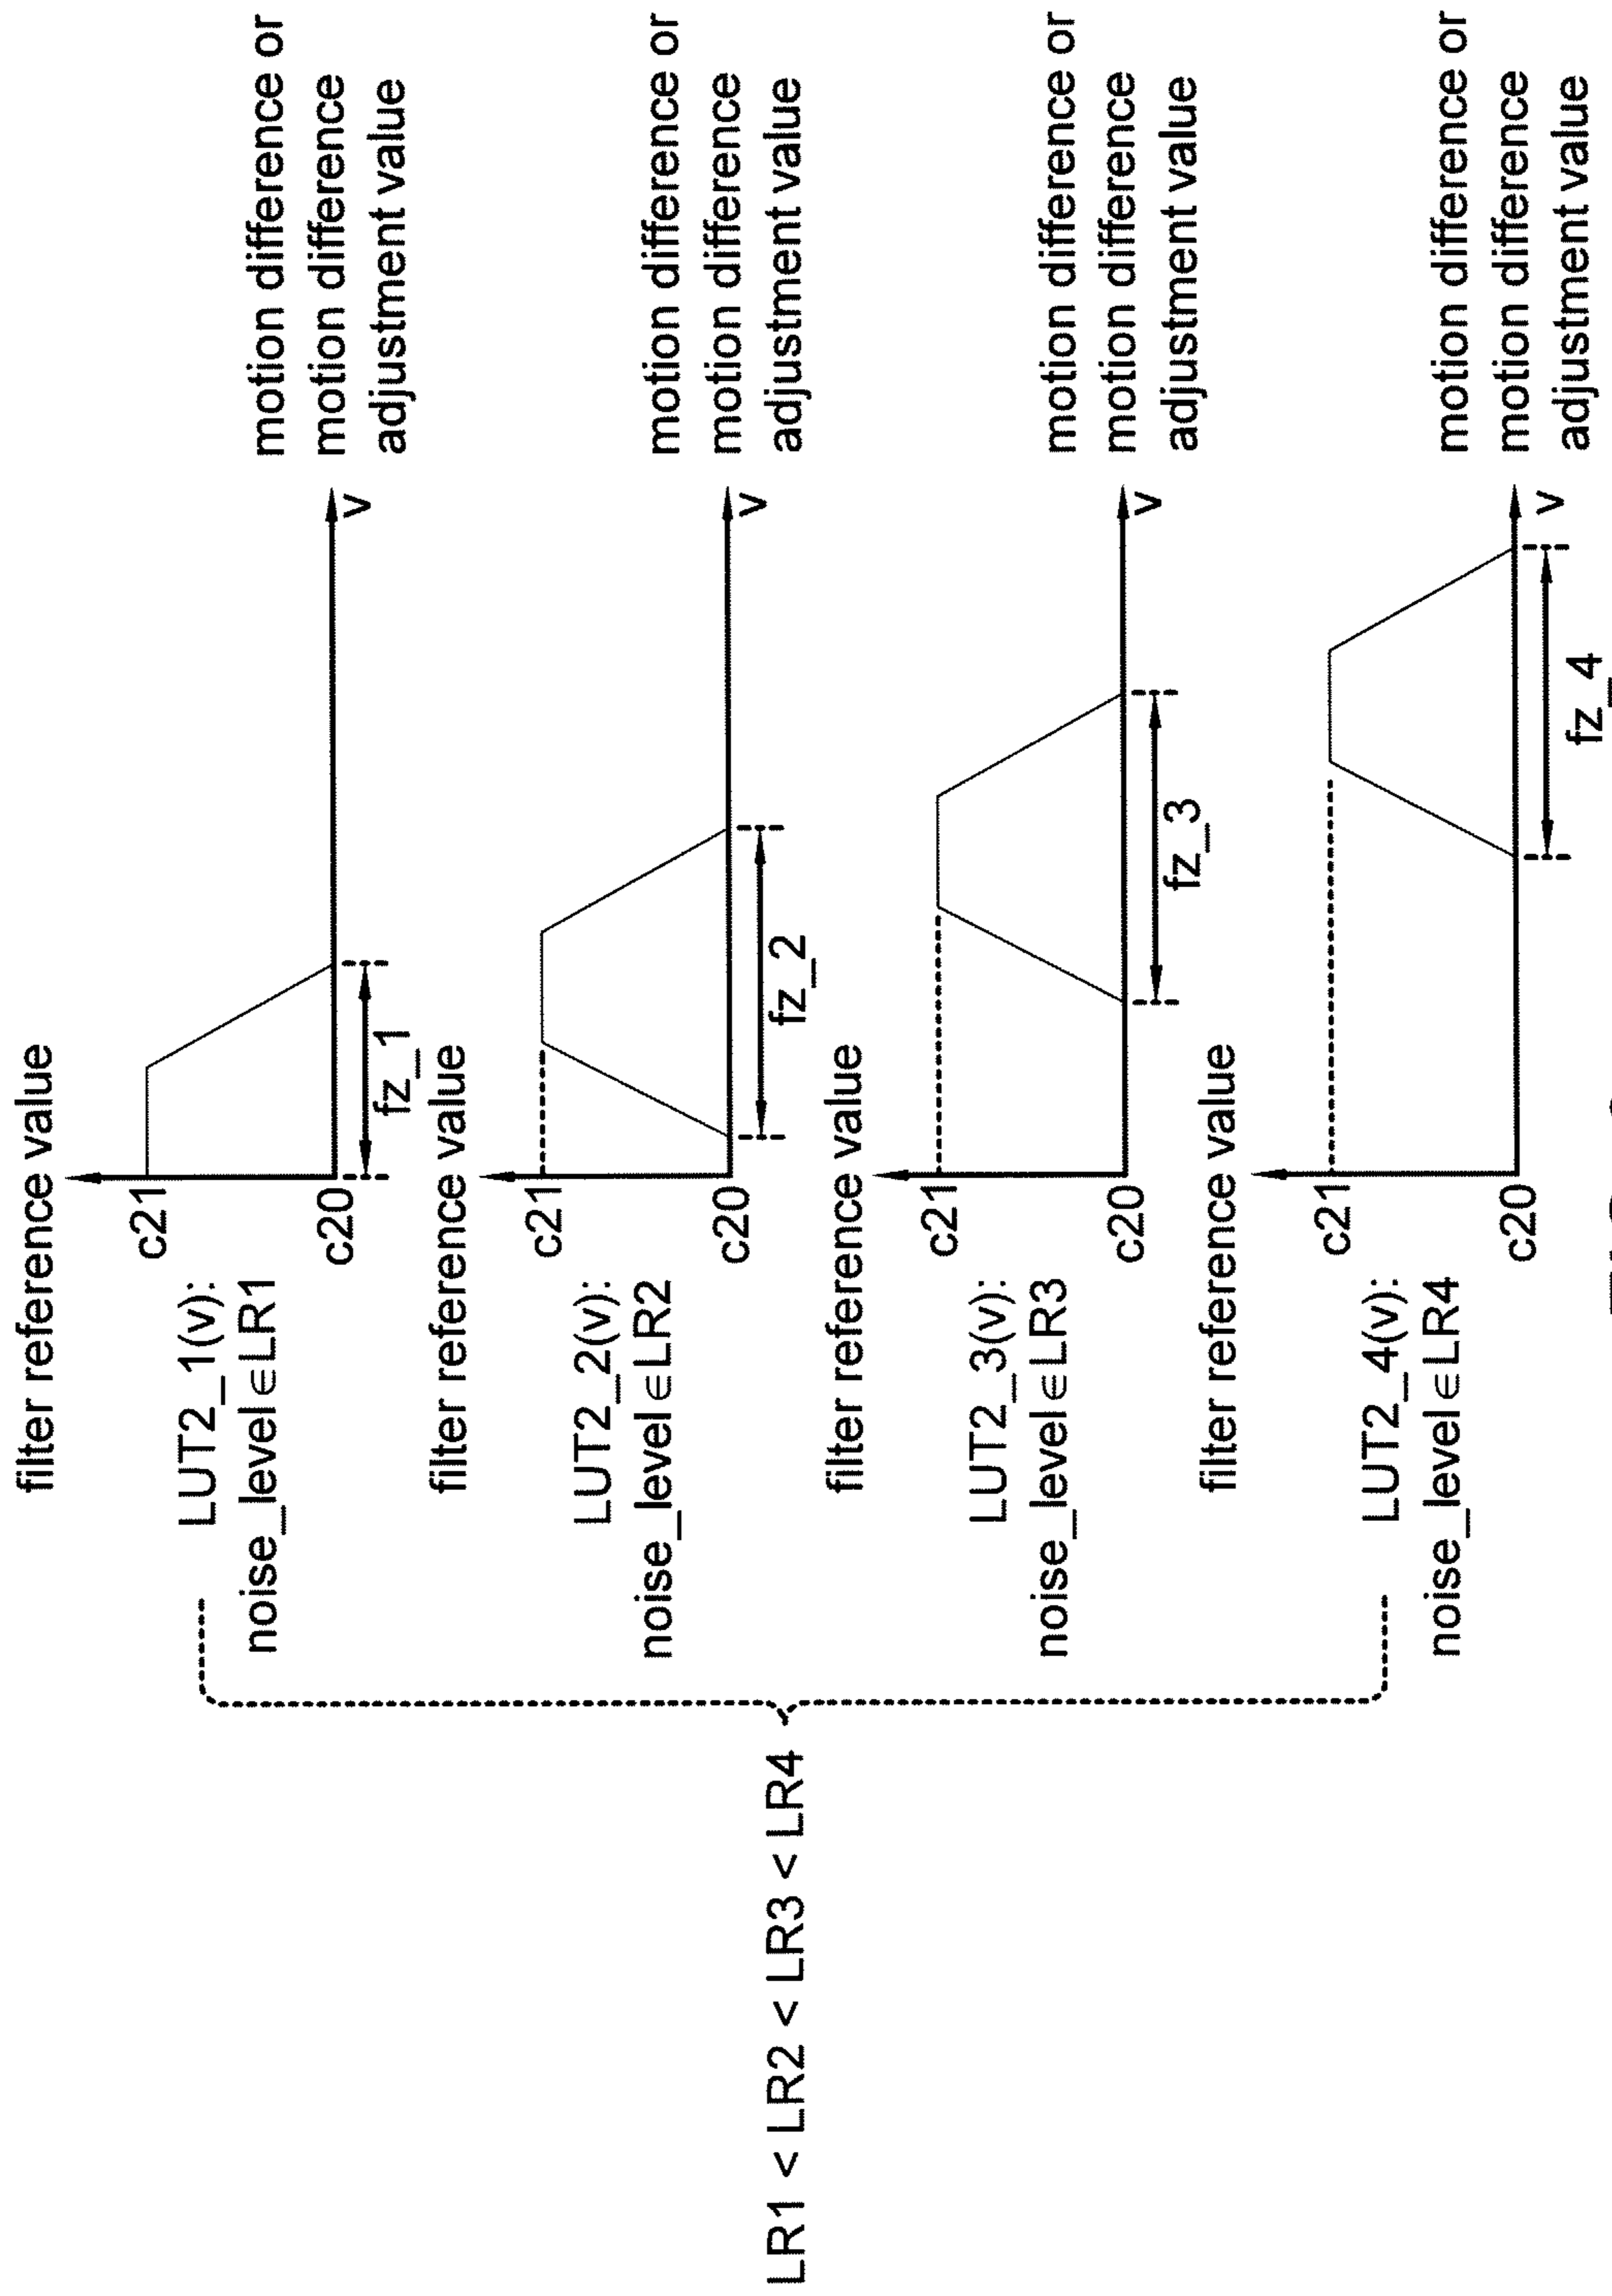 LR1 < LR2 < LR3 < LR4
filter reference value
c21
c20
LUT2_1(v):
noise_level∈LR1
fz_1
v
motion difference or
motion difference
adjustment value
filter reference value
c21
c20
LUT2_2(v):
noise_level∈LR2
fz_2
v
motion difference or
motion difference
adjustment value
filter reference value
c21
c20
LUT2_3(v):
noise_level∈LR3
fz_3
v
motion difference or
motion difference
adjustment value
filter reference value
c21
c20
LUT2_4(v):
noise_level∈LR4
fz_4
v
motion difference or
motion difference
adjustment value